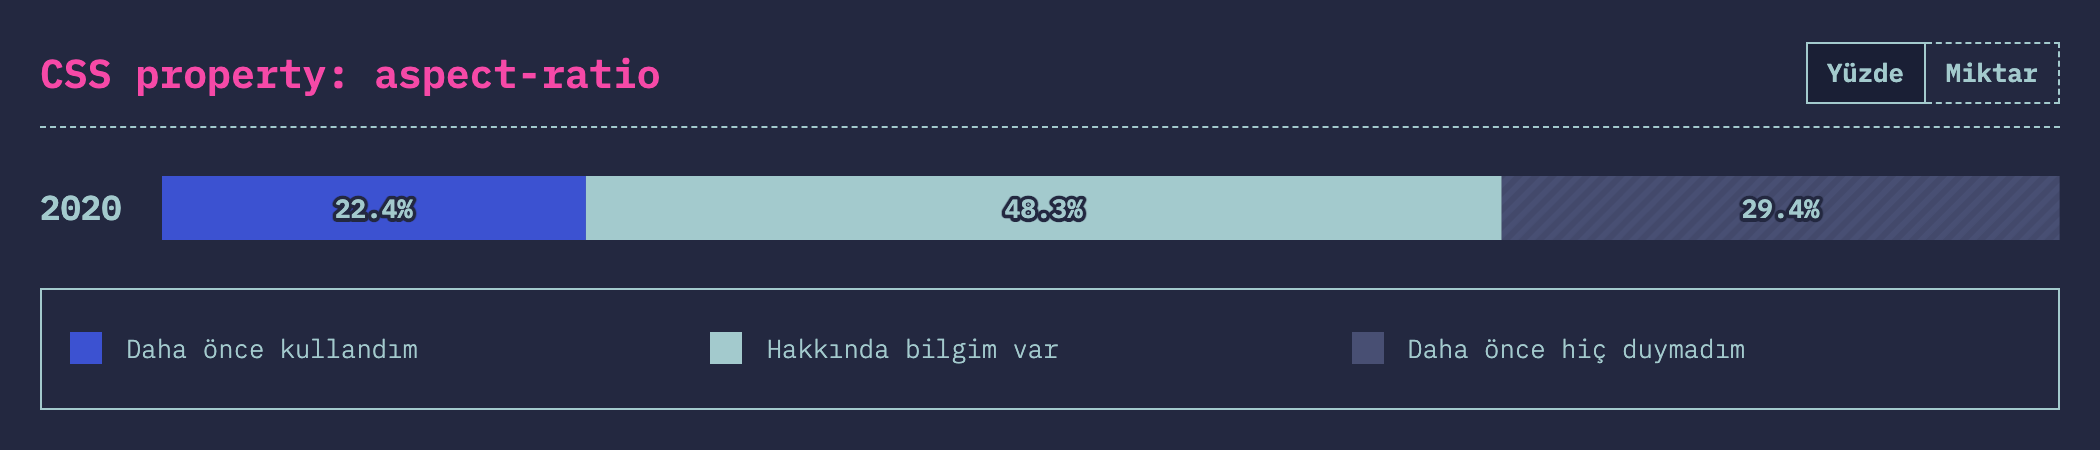 CSS property: aspect-ratio
Yüzde Miktar
2020 22.4% 48.3% 29.4%
Daha önce kullandım Hakkında bilgim var Daha önce hiç duymadım